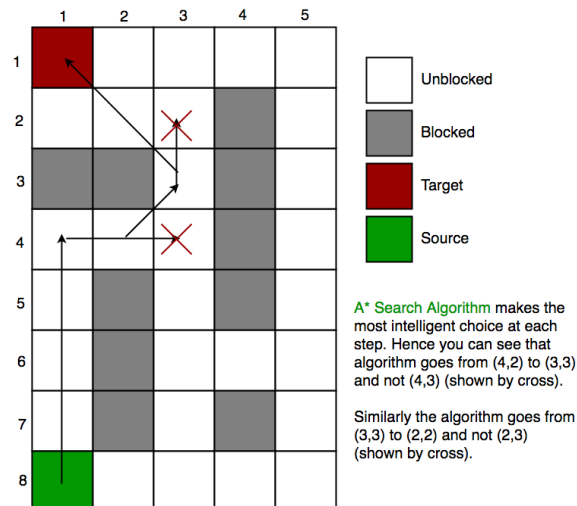 1 2 3 4 5
1
2
3
4
5
6
7
8
Unblocked
Blocked
Target
Source
A* Search Algorithm makes the
most intelligent choice at each
step. Hence you can see that
algorithm goes from (4,2) to (3,3)
and not (4,3) (shown by cross).
Similarly the algorithm goes from
(3,3) to (2,2) and not (2,3)
(shown by cross).